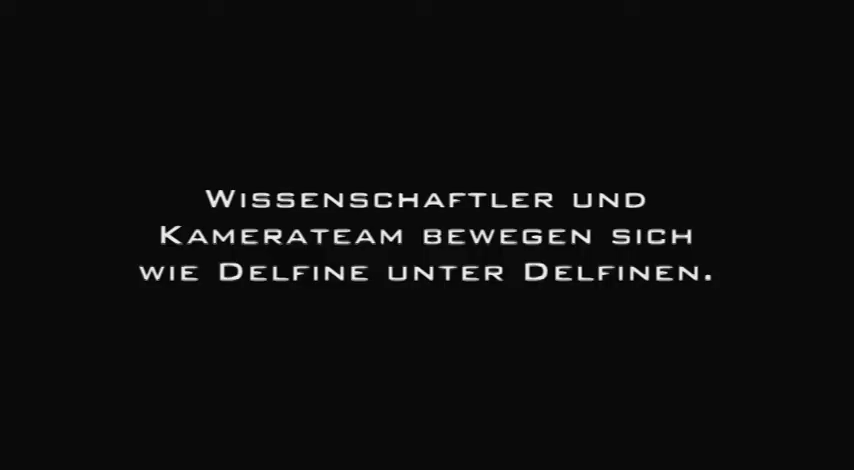 Wissenschaftler und
Kamerateam bewegen sich
wie Delfine unter Delfinen.